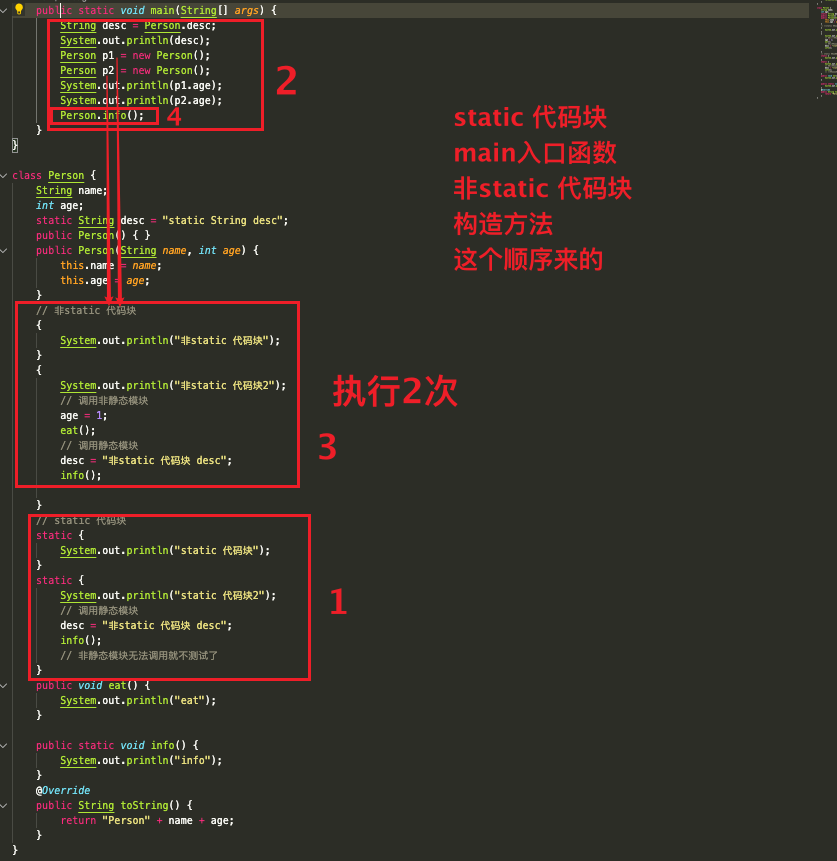 public static void main(String[] args) {
String desc = Person.desc;
System.out.println(desc);
Person p1 = new Person();
Person p2 = new Person();
System.out.println(p1.age);
System.out.println(p2.age);
Person.info(); 4
}
}
2
static 代码块
main入口函数
非static 代码块
构造方法
这个顺序来的
class Person {
String name;
int age;
static String desc = "static String desc";
public Person() { }
public Person(String name, int age) {
this.name = name;
this.age = age;
}
// 非static 代码块
{
System.out.println("非static 代码块");
}
{
System.out.println("非static 代码块2");
// 调用非静态模块
age = 1;
eat();
// 调用静态模块
desc = "非static 代码块 desc";
info();
}
执行2次
3
// static 代码块
static {
System.out.println("static 代码块");
}
static {
System.out.println("static 代码块2");
// 调用静态模块
desc = "非static 代码块 desc";
info();
// 非静态模块无法调用就不测试了
}
1
public void eat() {
System.out.println("eat");
}
public static void info() {
System.out.println("info");
}
@Override
public String toString() {
return "Person" + name + age;
}
}